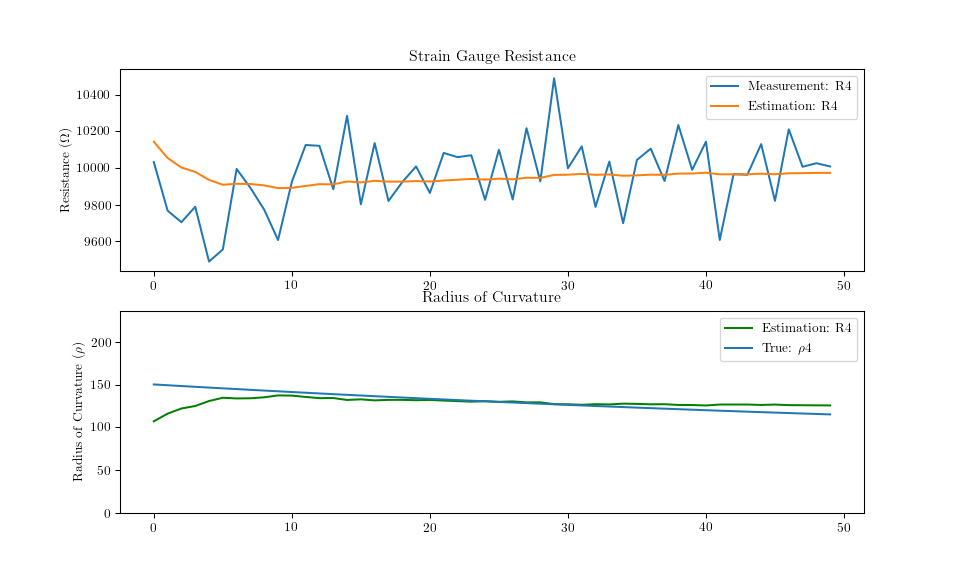 Strain Gauge Resistance
Resistance (Ω)
10400
10200
10000
9800
9600
Measurement: R4
Estimation: R4
0 10 20 30 40 50
Radius of Curvature
Radius of Curvature (ρ)
200
150
100
50
0
Estimation: R4
True: ρ4
0 10 20 30 40 50